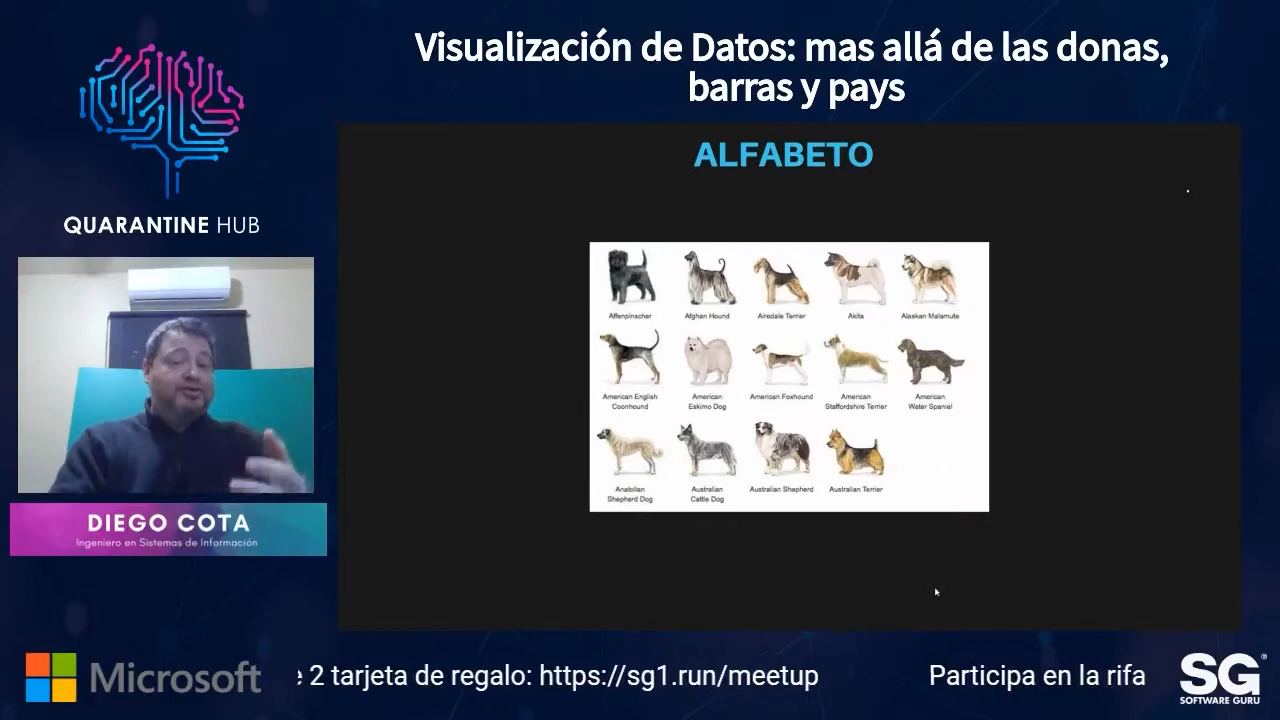 Visualización de Datos: mas allá de las donas,
barras y pays
QUARANTINE HUB
ALFABETO
Affenpinscher
Afghan Hound
Airedale Terrier
Akita
Alaskan Malamute
American English
Coonhound
American
Eskimo Dog
American Foxhound
American
Staffordshire Terrier
American
Water Spaniel
Anatolian
Shepherd Dog
Australian
Cattle Dog
Australian Shepherd
Australian Terrier
DIEGO COTA
Ingeniero en Sistemas de Información
Microsoft
e 2 tarjeta de regalo: https://sg1.run/meetup
Participa en la rifa
SG®
SOFTWARE GURU